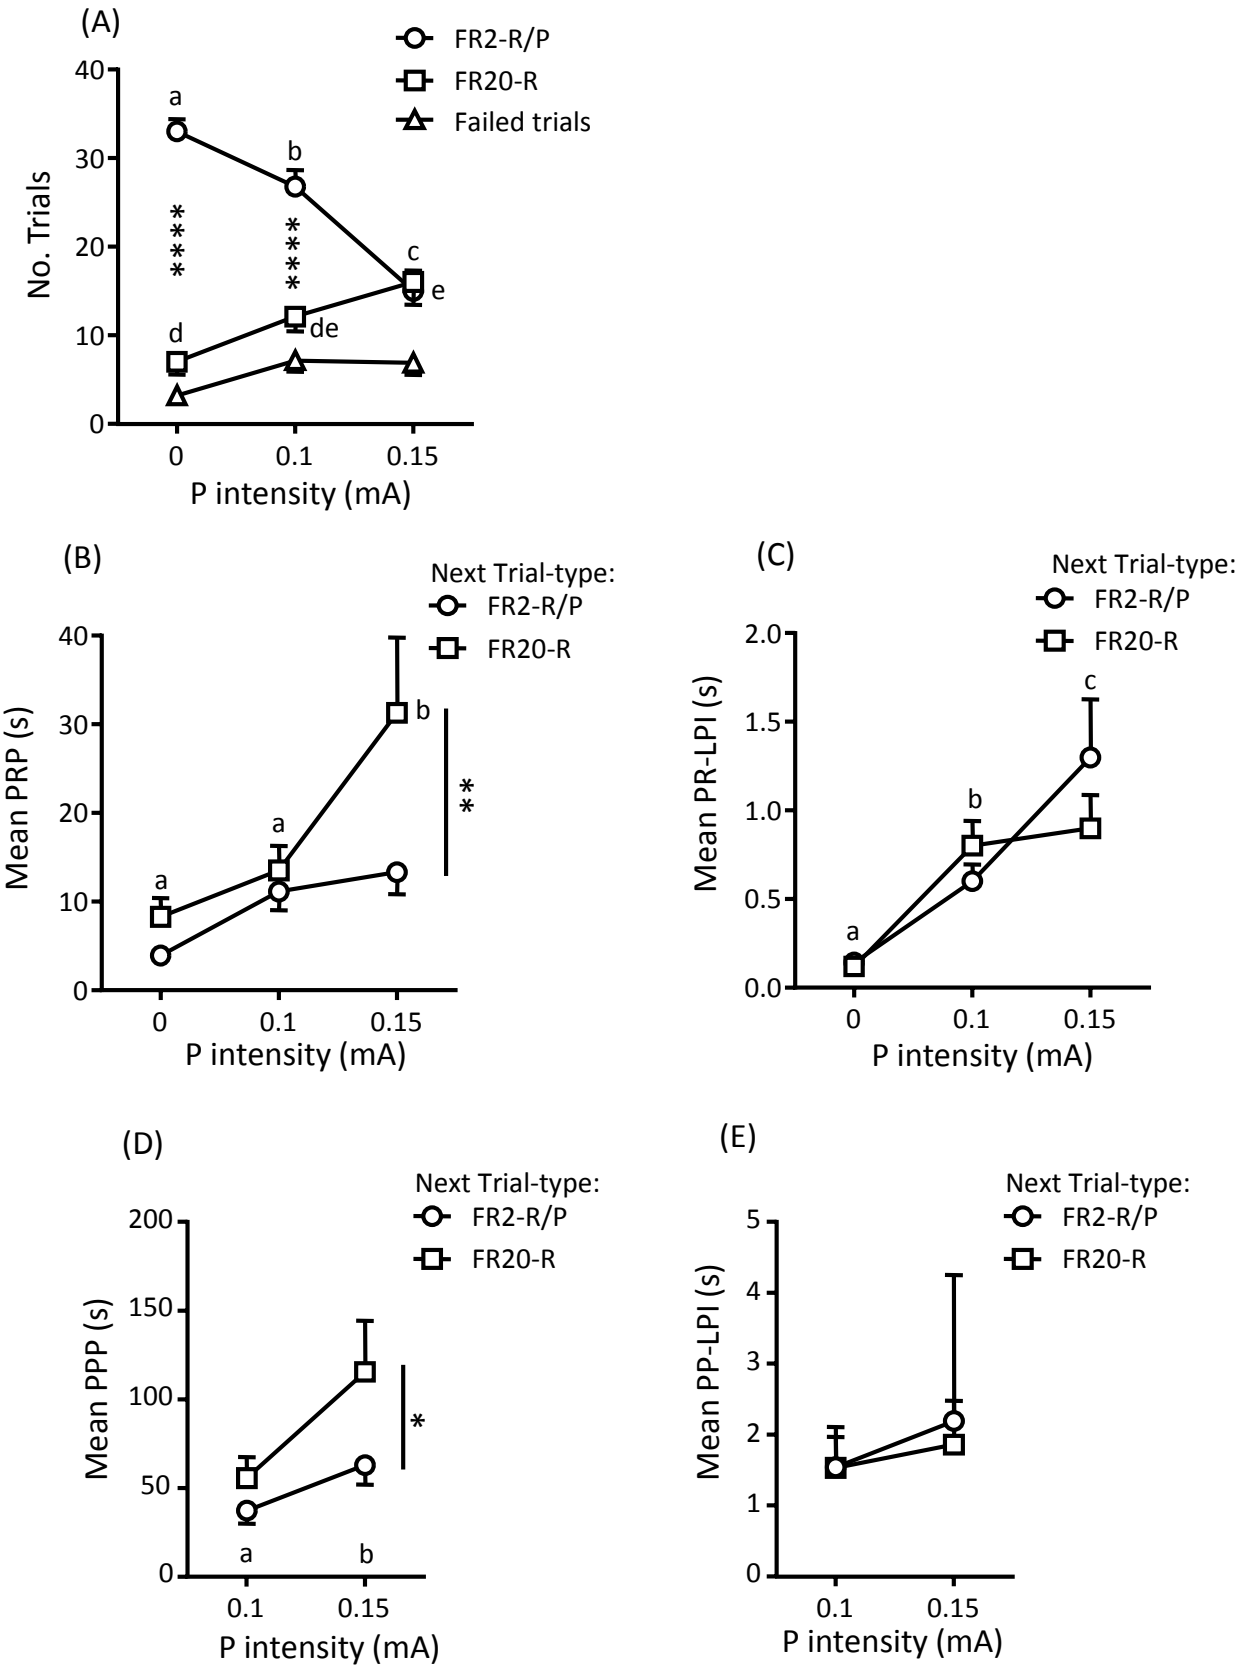 (A)
FR2-R/P
FR20-R
Failed trials
No. Trials
40
30
20
10
0
a
b
c
****
****
d
de
e
0
0.1
0.15
P intensity (mA)
(B)
Next Trial-type:
FR2-R/P
FR20-R
Mean PRP (s)
40
30
20
10
0
a
a
b
**
0
0.1
0.15
P intensity (mA)
(C)
Next Trial-type:
FR2-R/P
FR20-R
Mean PR-LPI (s)
2.0
1.5
1.0
0.5
0.0
a
b
c
0
0.1
0.15
P intensity (mA)
(D)
Next Trial-type:
FR2-R/P
FR20-R
Mean PPP (s)
200
150
100
50
0
*
a
b
0.1
0.15
P intensity (mA)
(E)
Next Trial-type:
FR2-R/P
FR20-R
Mean PP-LPI (s)
5
4
3
2
1
0
0.1
0.15
P intensity (mA)